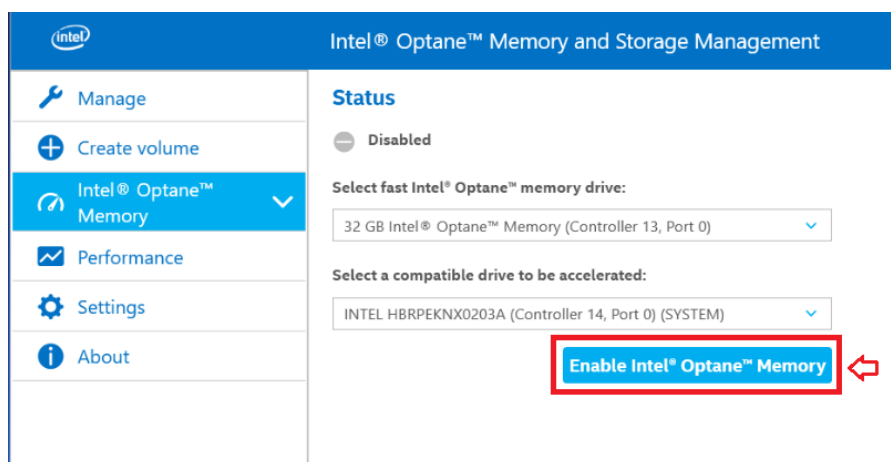 intel
Intel® Optane™ Memory and Storage Management
Manage
Create volume
Intel® Optane™
Memory
Performance
Settings
About
Status
Disabled
Select fast Intel® Optane™ memory drive:
32 GB Intel® Optane™ Memory (Controller 13, Port 0)
Select a compatible drive to be accelerated:
INTEL HBRPEKNX0203A (Controller 14, Port 0) (SYSTEM)
Enable Intel® Optane™ Memory